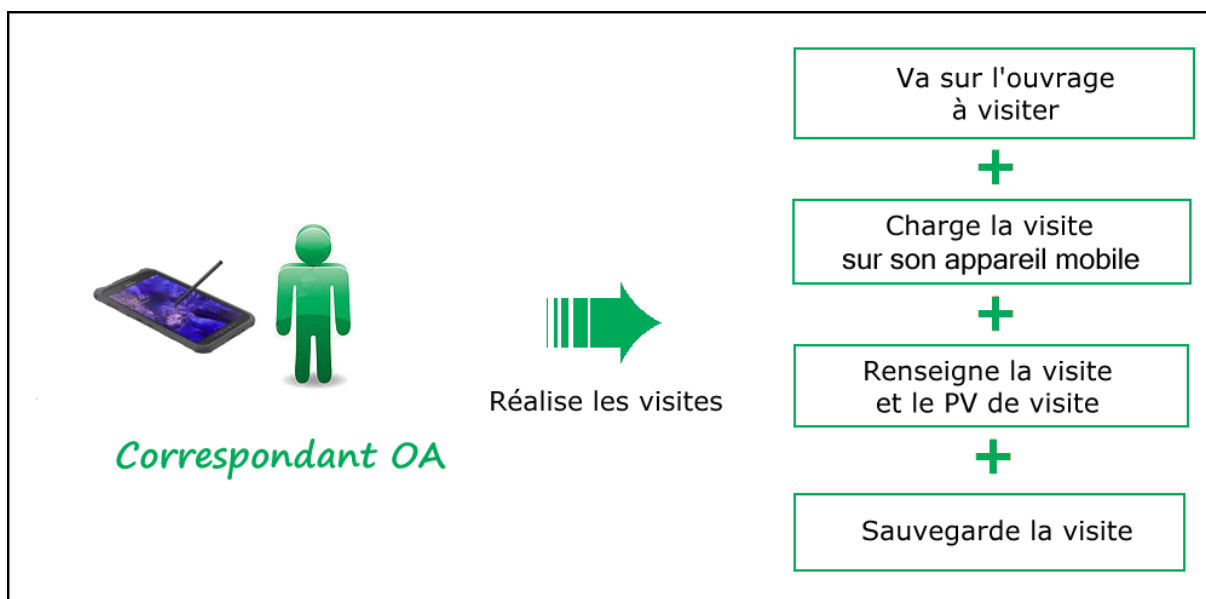 Va sur l'ouvrage
à visiter
+
Charge la visite
sur son appareil mobile
+
Renseigne la visite
et le PV de visite
+
Sauvegarde la visite
Réalise les visites
Correspondant OA